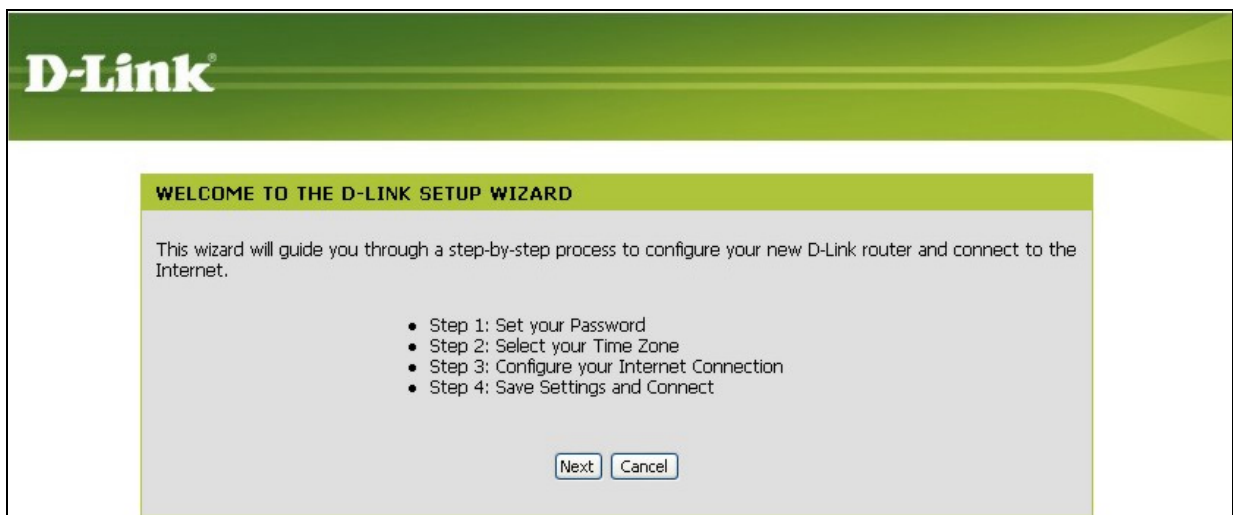 D-Link®
WELCOME TO THE D-LINK SETUP WIZARD
This wizard will guide you through a step-by-step process to configure your new D-Link router and connect to the
Internet.
• Step 1: Set your Password
• Step 2: Select your Time Zone
• Step 3: Configure your Internet Connection
• Step 4: Save Settings and Connect
Next Cancel